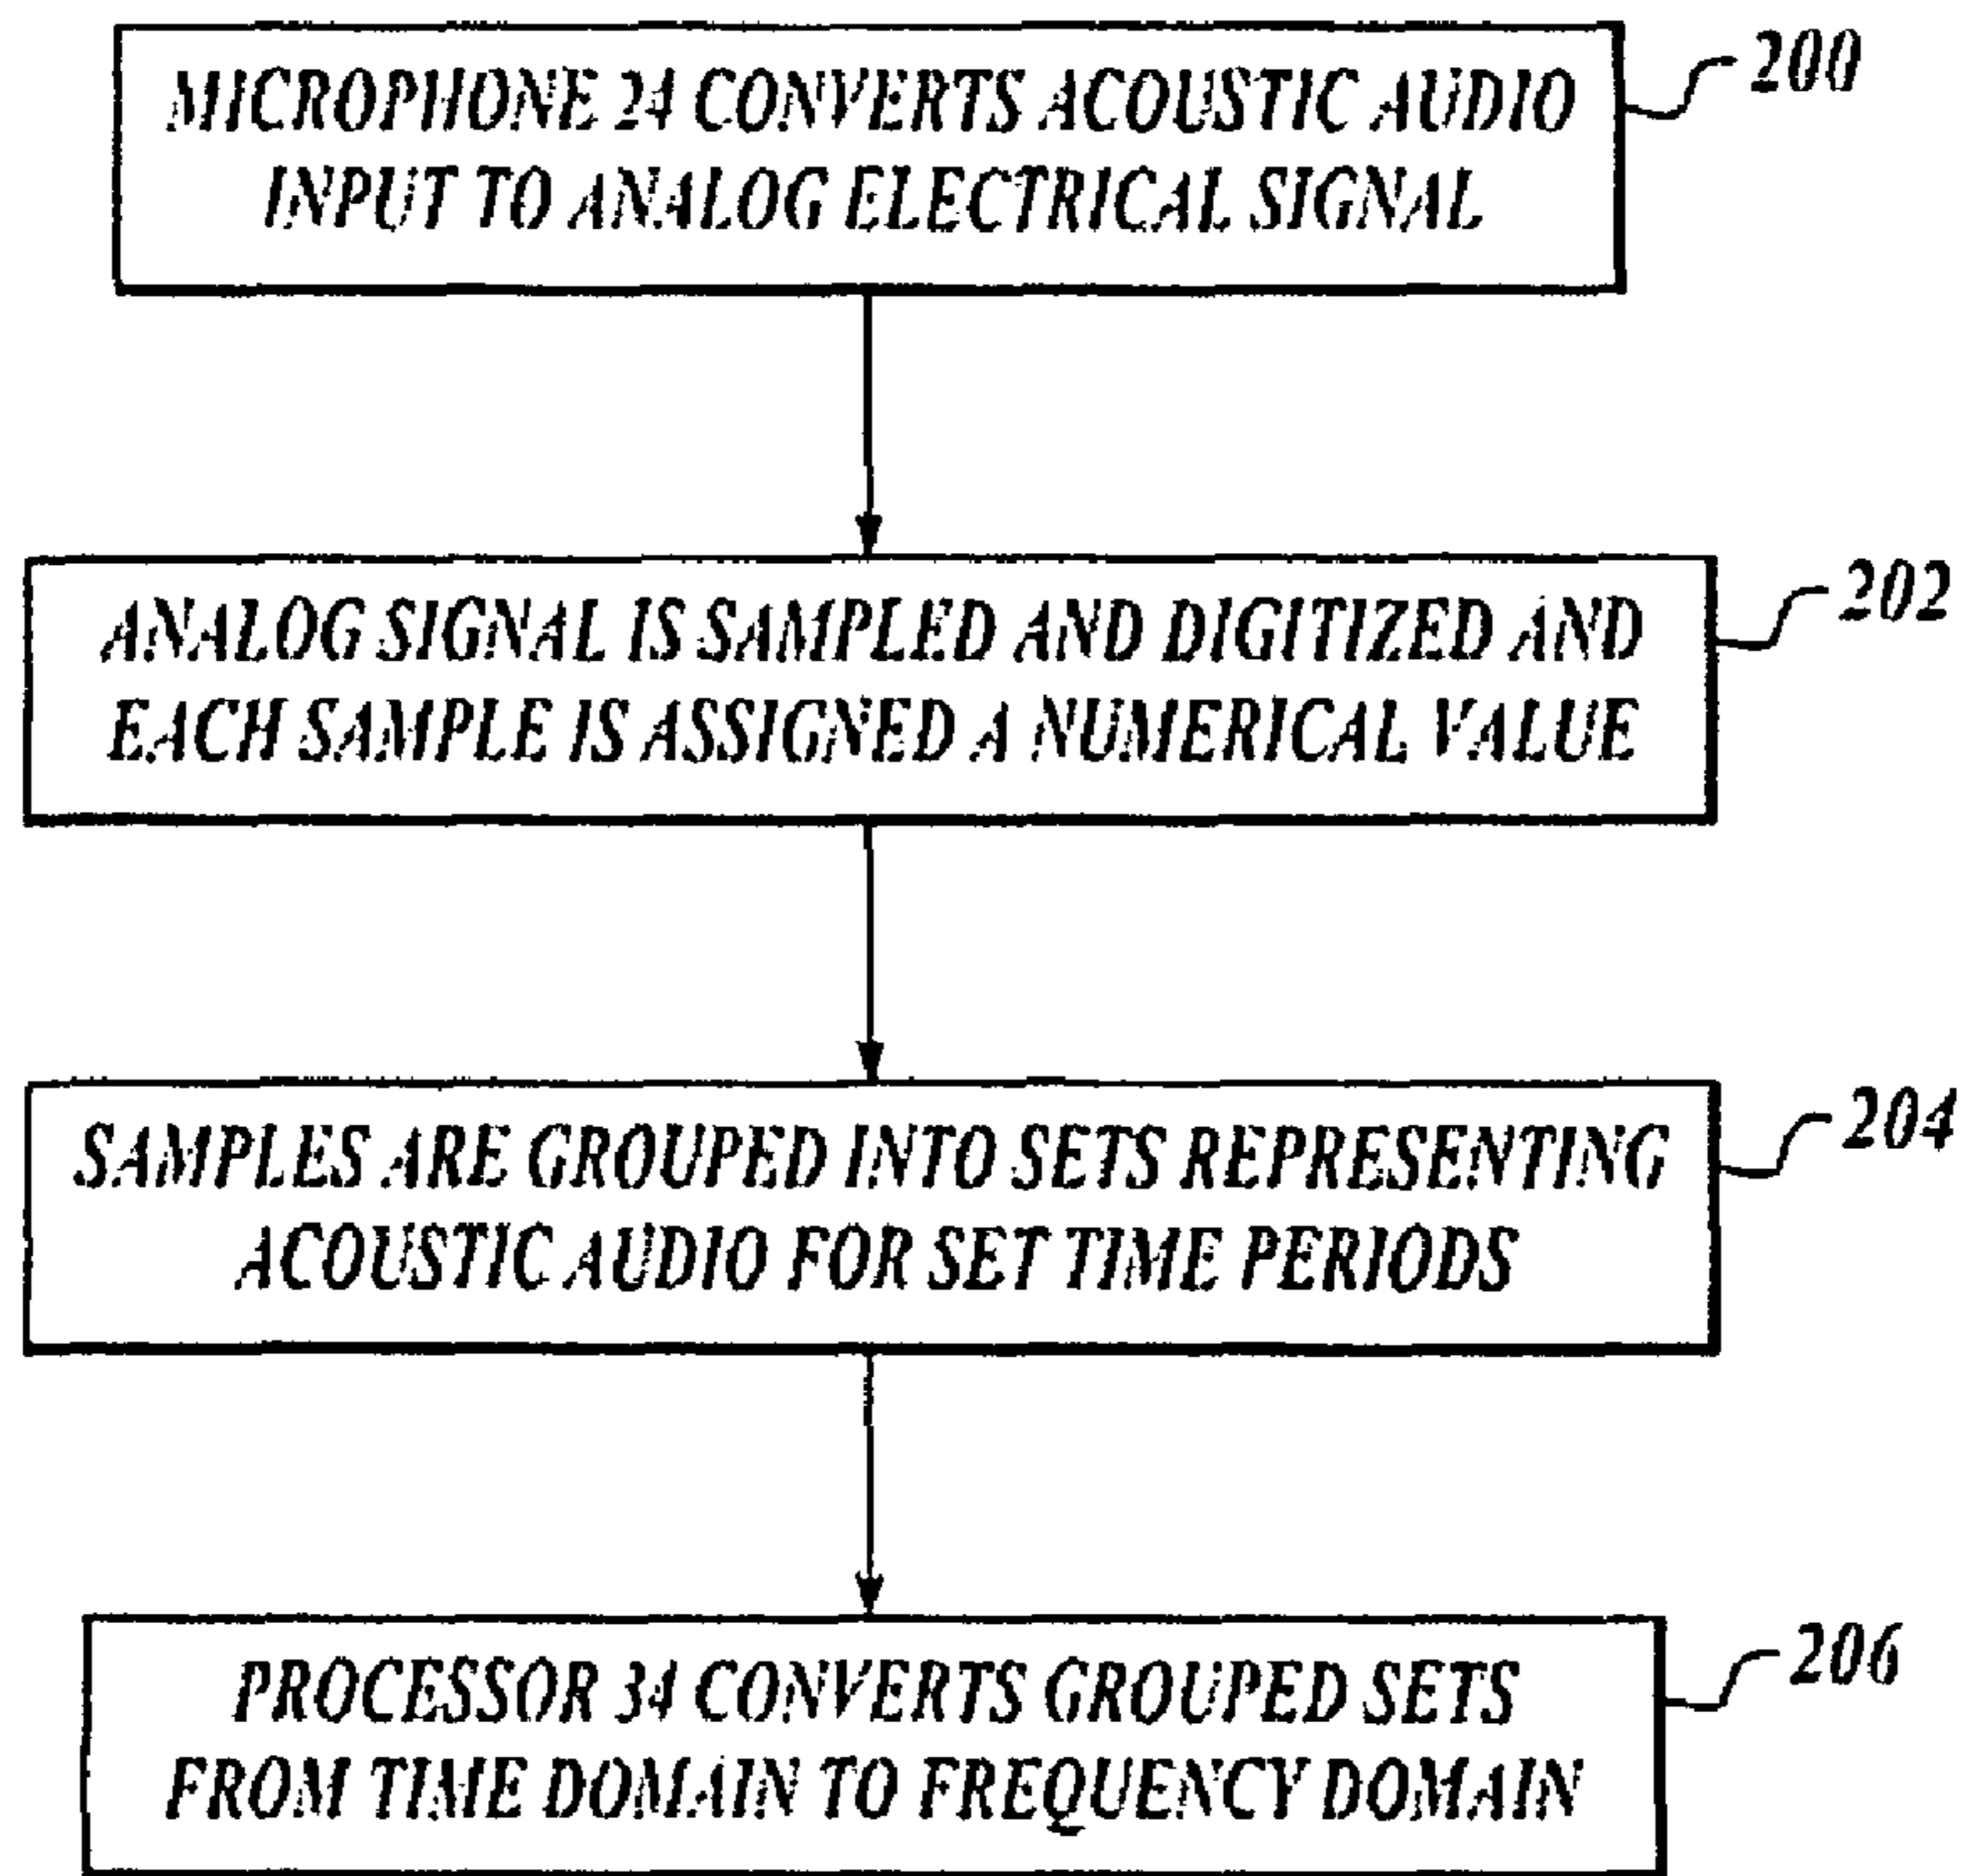 MICROPHONE 24 CONVERTS ACOUSTIC AUDIO
INPUT TO ANALOG ELECTRICAL SIGNAL
200
ANALOG SIGNAL IS SAMPLED AND DIGITIZED AND
EACH SAMPLE IS ASSIGNED A NUMERICAL VALUE
202
SAMPLES ARE GROUPED INTO SETS REPRESENTING
ACOUSTIC AUDIO FOR SET TIME PERIODS
204
PROCESSOR 34 CONVERTS GROUPED SETS
FROM TIME DOMAIN TO FREQUENCY DOMAIN
206